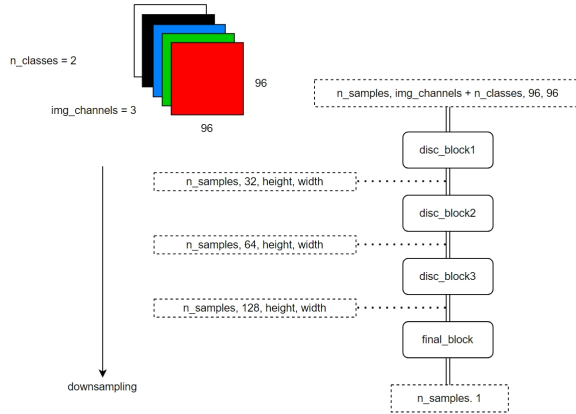 n_classes = 2
img_channels = 3
96
96
n_samples, img_channels + n_classes, 96, 96
disc_block1
n_samples, 32, height, width
disc_block2
n_samples, 64, height, width
disc_block3
n_samples, 128, height, width
final_block
downsampling
n_samples. 1